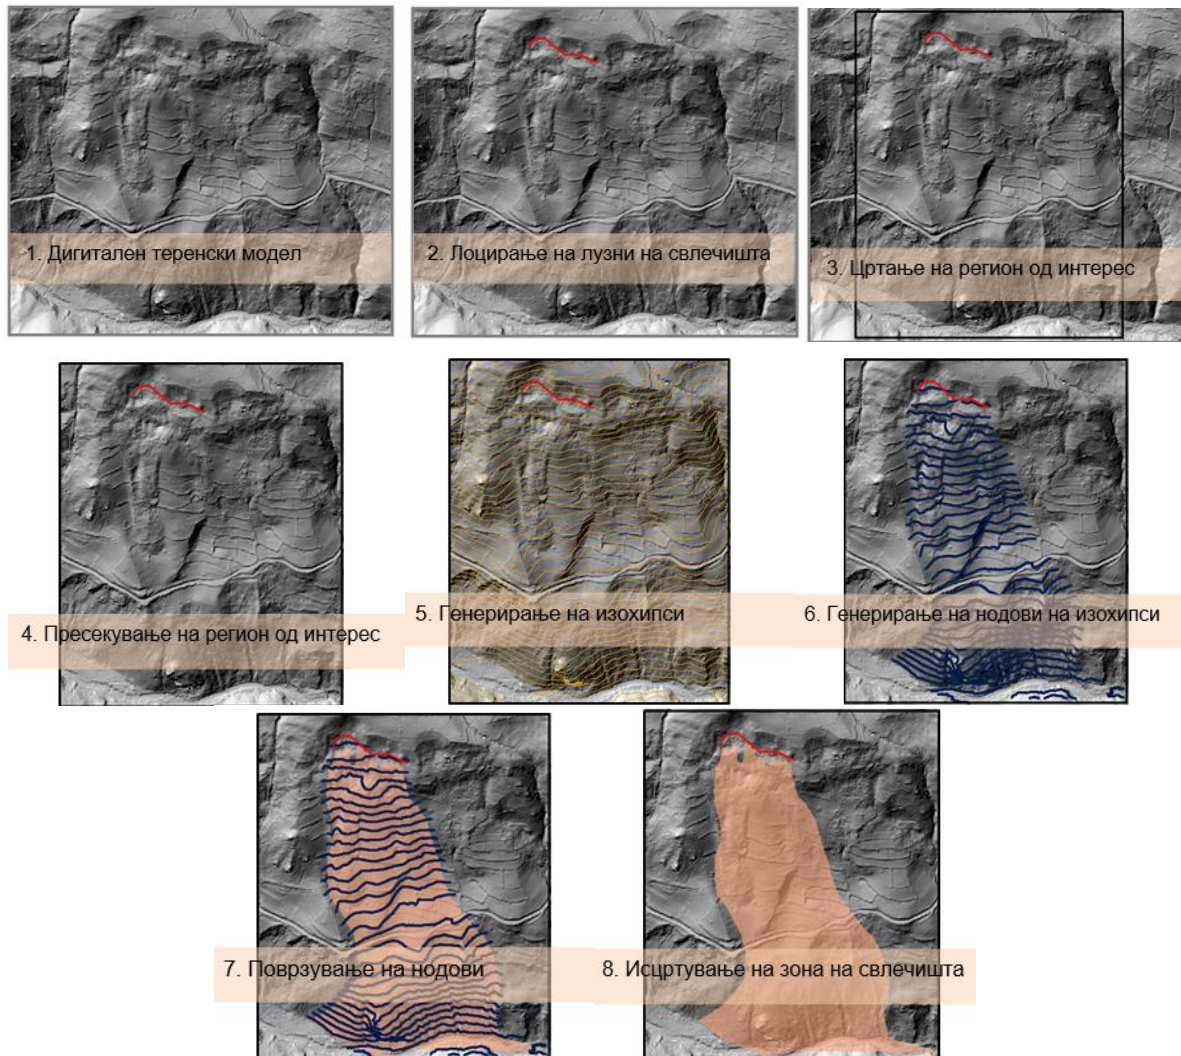 1. Дигитален теренски модел
2. Лоцирање на лузни на свлечишта
3. Цртање на регион од интерес
4. Пресекување на регион од интерес
5. Генерирање на изохипси
6. Генерирање на нодови на изохипси
7. Поврзување на нодови
8. Исцртување на зона на свлечишта